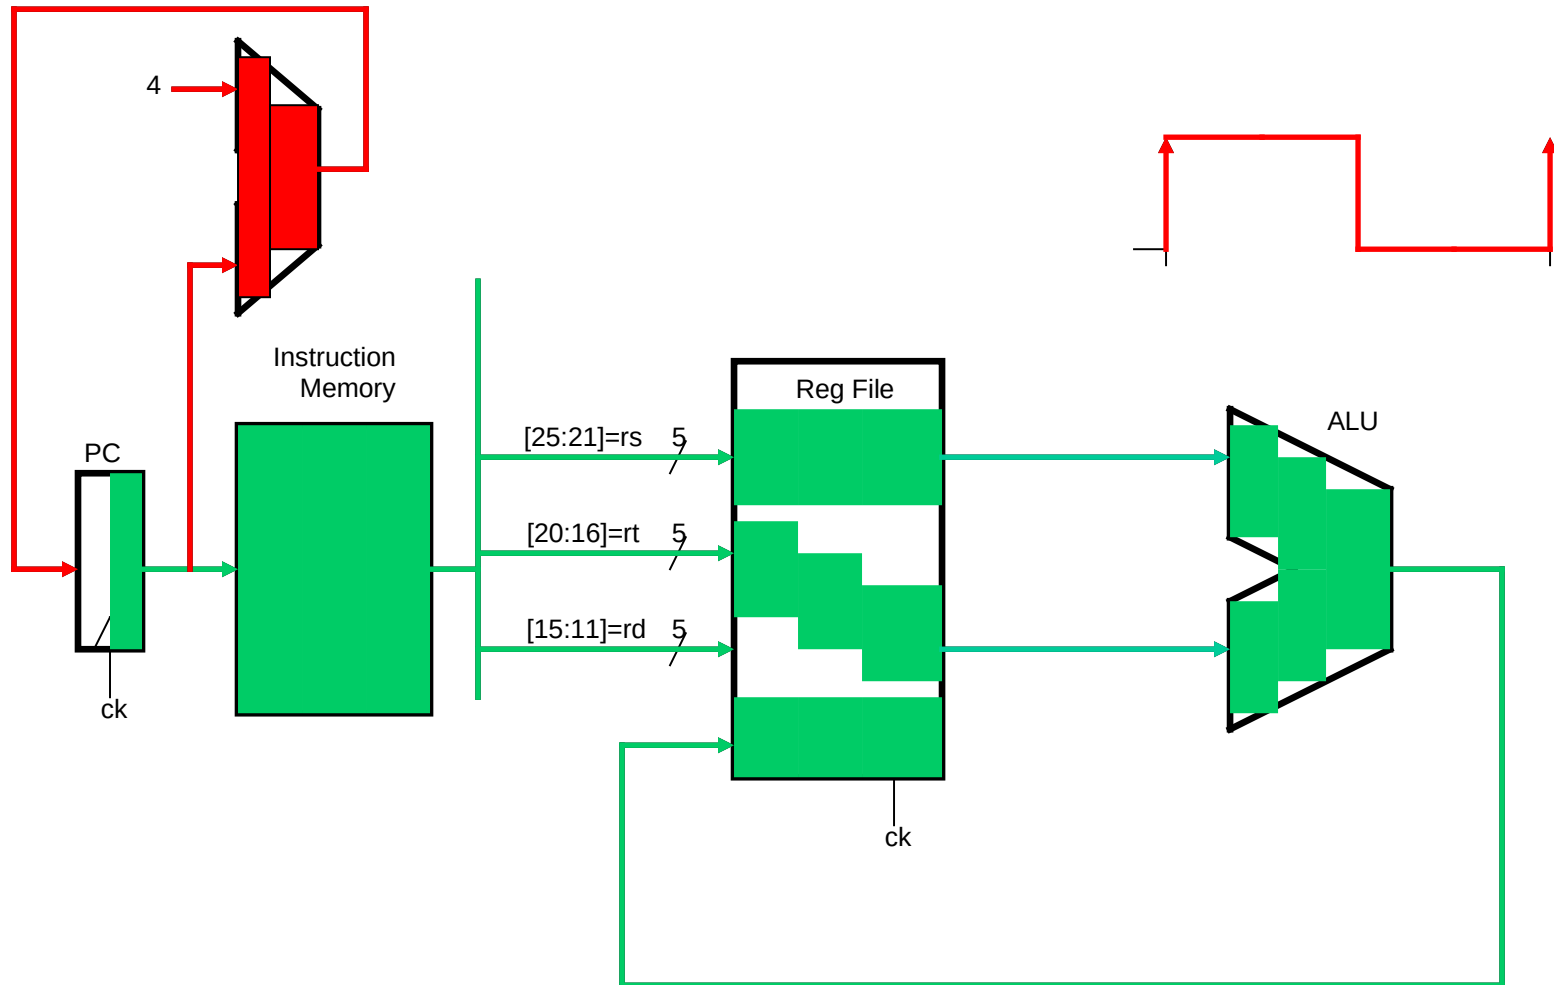 4
Instruction
Memory
Reg File
ALU
PC
[25:21]=rs 5
[20:16]=rt 5
[15:11]=rd 5
ck
ck